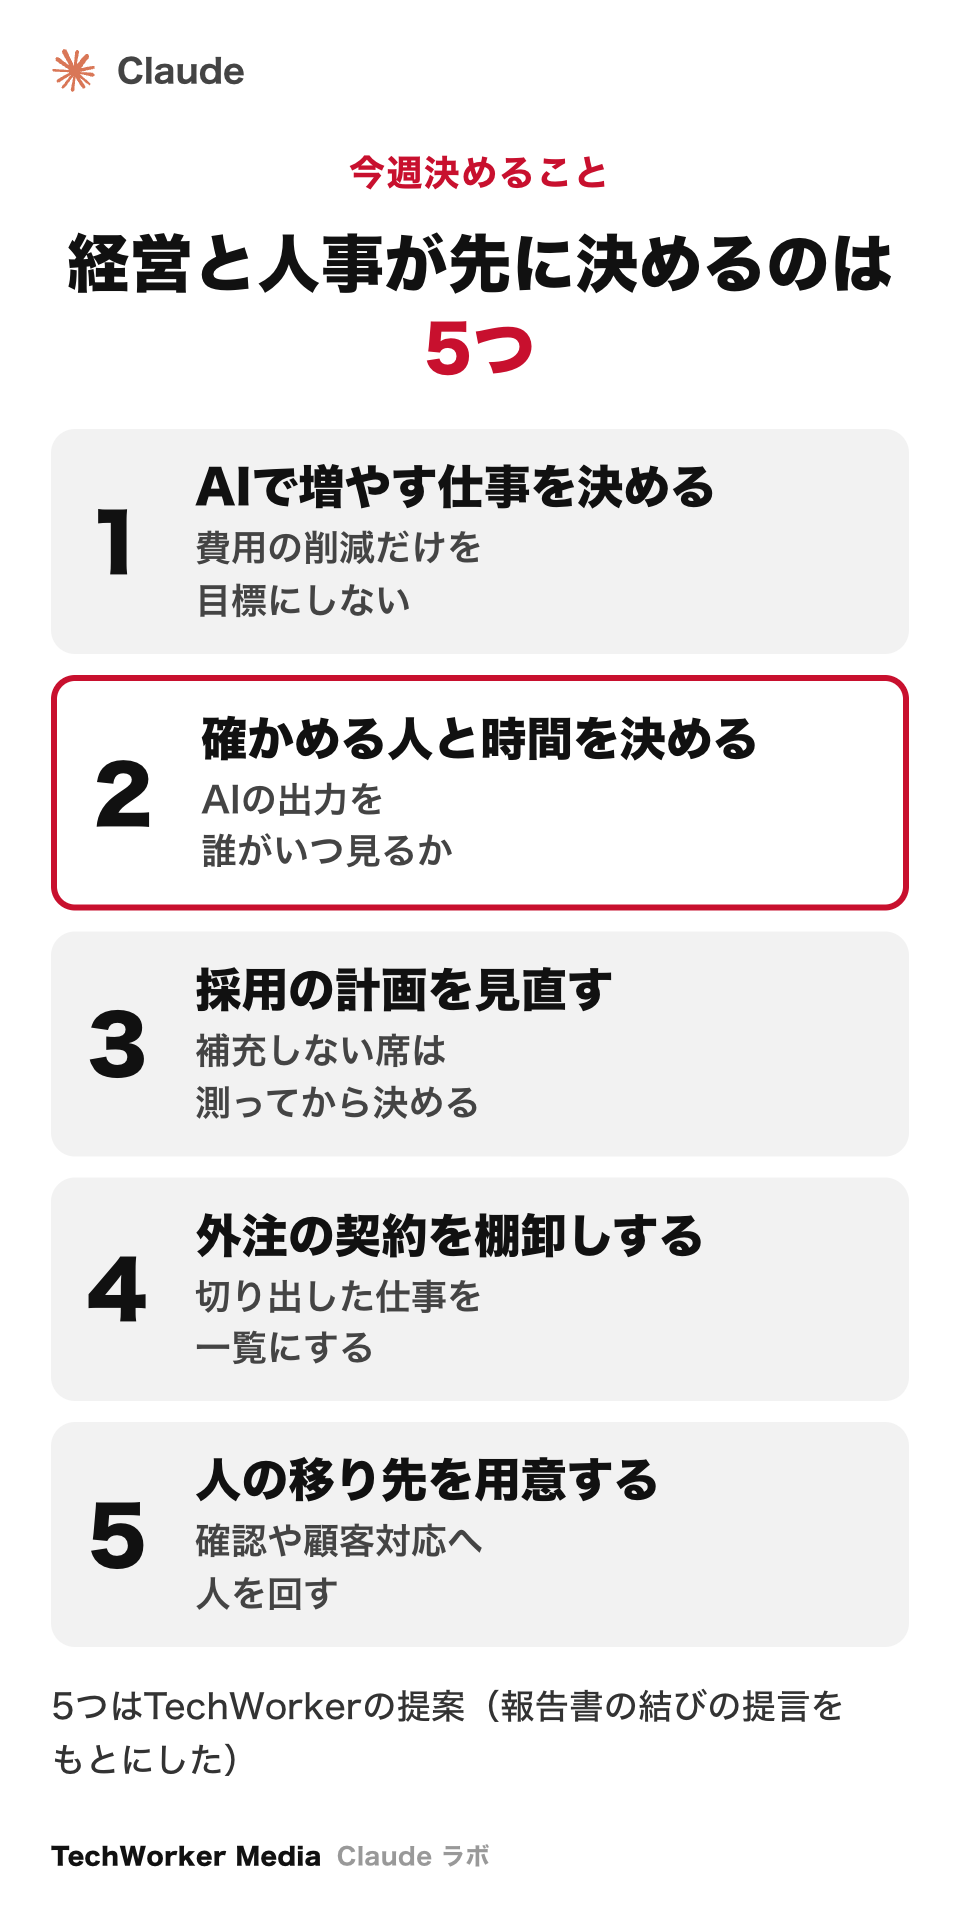 Claude
今週決めること
経営と人事が先に決めるのは
5つ
1
AIで増やす仕事を決める
費用の削減だけを
目標にしない
2
確かめる人と時間を決める
AIの出力を
誰がいつ見るか
3
採用の計画を見直す
補充しない席は
測ってから決める
4
外注の契約を棚卸しする
切り出した仕事を
一覧にする
5
人の移り先を用意する
確認や顧客対応へ
人を回す
5つはTechWorkerの提案（報告書の結びの提言を
もとにした）
TechWorker Media Claude ラボ